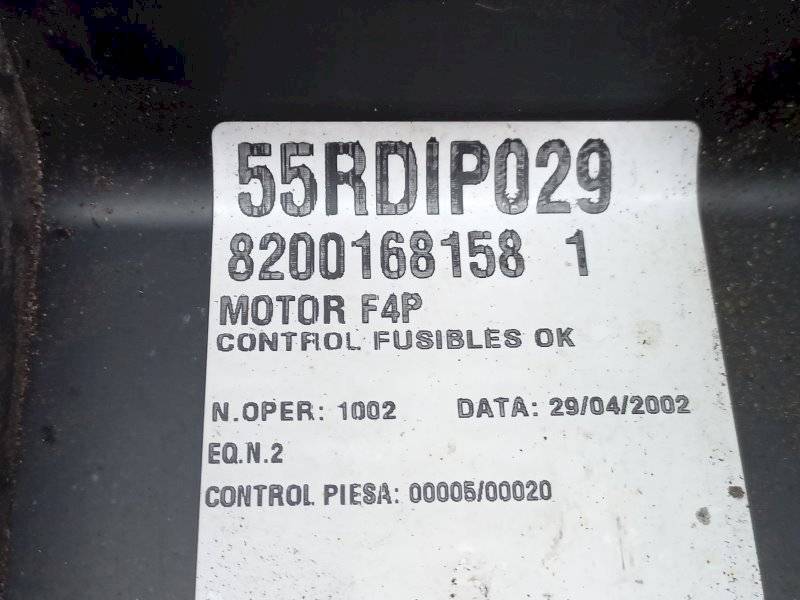 55RDIP029
8200168158 1
MOTOR F4P
CONTROL FUSIBLES OK
N.OPER: 1002 DATA: 29/04/2002
EQ.N.2
CONTROL PIESA: 00005/00020